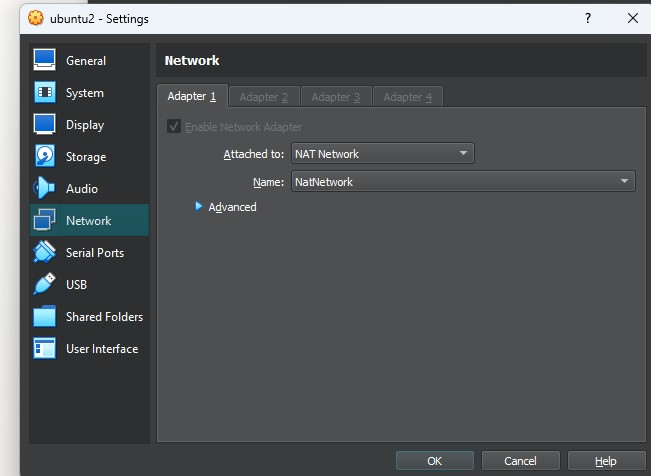 ubuntu2 - Settings
?
General
System
Display
Storage
Audio
Network
Serial Ports
USB
Shared Folders
User Interface
Network
Adapter 1 Adapter 2 Adapter 3 Adapter 4
Enable Network Adapter
Attached to: NAT Network
Name: NatNetwork
Advanced
OK Cancel Help